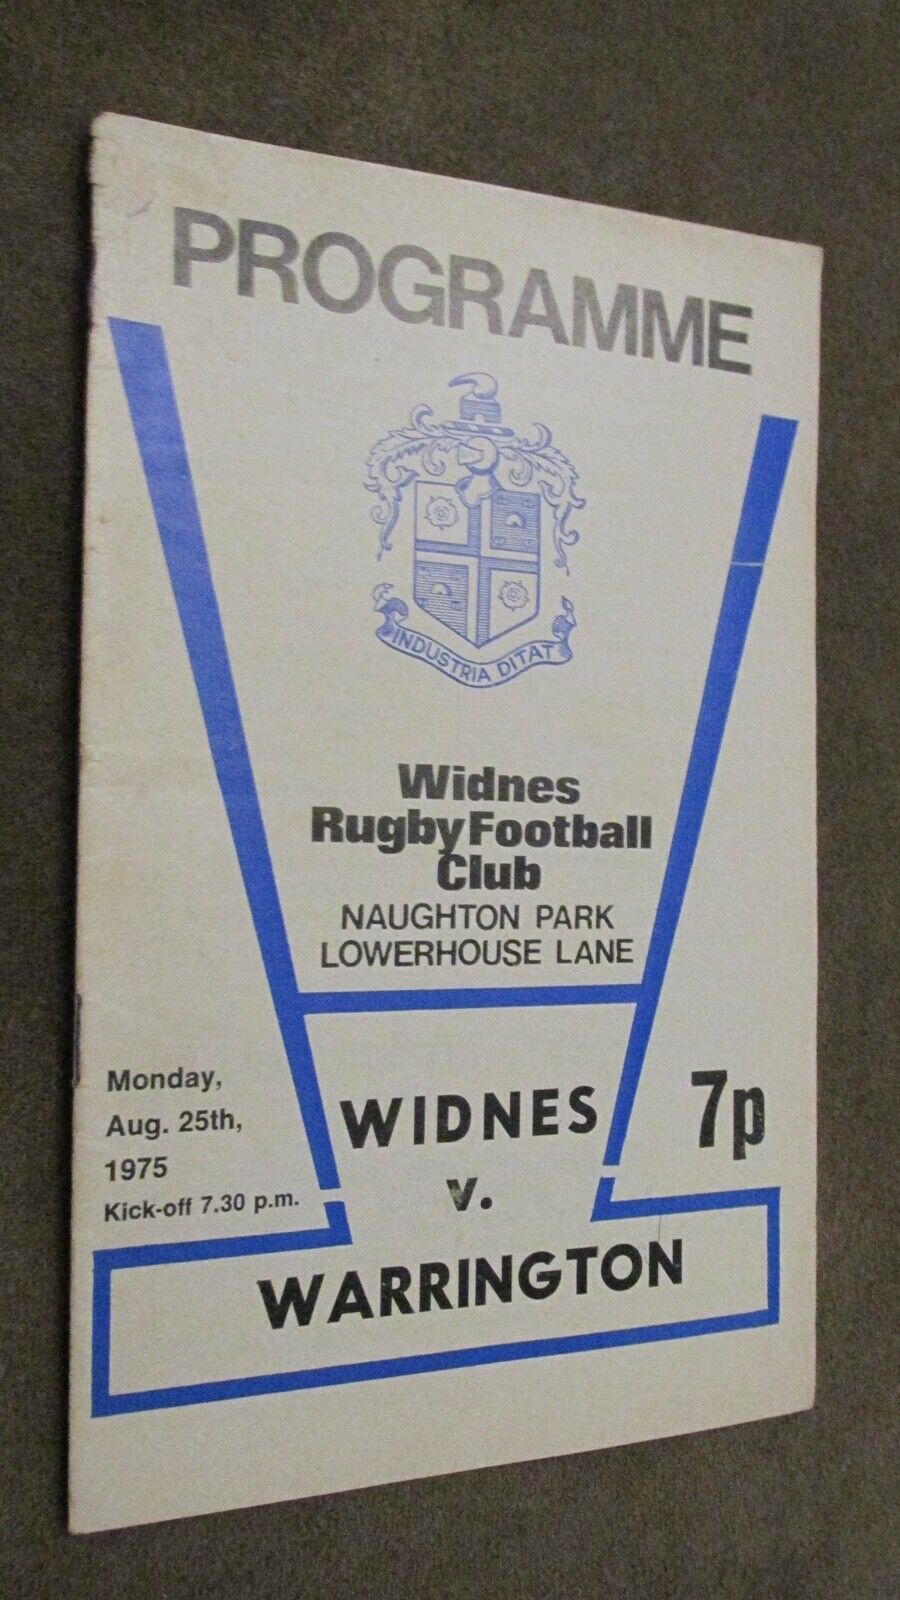 PROGRAMME
INDUSTRIA DITAT
Widnes
Rugby Football
Club
NAUGHTON PARK
LOWERHOUSE LANE
Monday,
Aug. 25th,
1975
Kick-off 7.30 p.m.
WIDNES
v.
WARRINGTON
7p